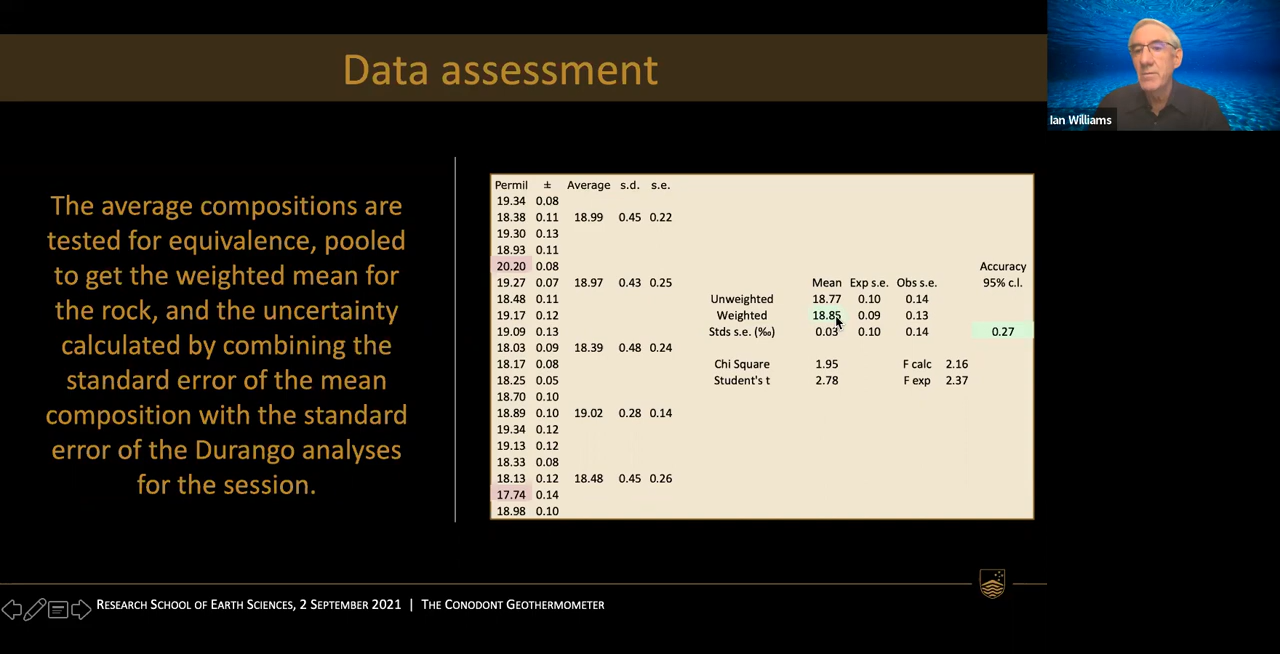 Data assessment
Ian Williams
The average compositions are
tested for equivalence, pooled
to get the weighted mean for
the rock, and the uncertainty
calculated by combining the
standard error of the mean
composition with the standard
error of the Durango analyses
for the session.
Permil ± Average s.d. s.e.
19.34 0.08
18.38 0.11 18.99 0.45 0.22
19.30 0.13
18.93 0.11
20.20 0.08
19.27 0.07 18.97 0.43 0.25
18.48 0.11
19.17 0.12
19.09 0.13
18.03 0.09 18.39 0.48 0.24
18.17 0.08
18.25 0.05
18.70 0.10
18.89 0.10 19.02 0.28 0.14
19.34 0.12
19.13 0.12
18.33 0.08
18.13 0.12 18.48 0.45 0.26
17.74 0.14
18.98 0.10
Accuracy
Mean Exp s.e. Obs s.e. 95% c.l.
Unweighted 18.77 0.10 0.14
Weighted 18.85 0.09 0.13
Stds s.e. (‰) 0.03 0.10 0.14 0.27
Chi Square 1.95 F calc 2.16
Student's t 2.78 F exp 2.37
Research School of Earth Sciences, 2 September 2021 | The Conodont Geothermometer